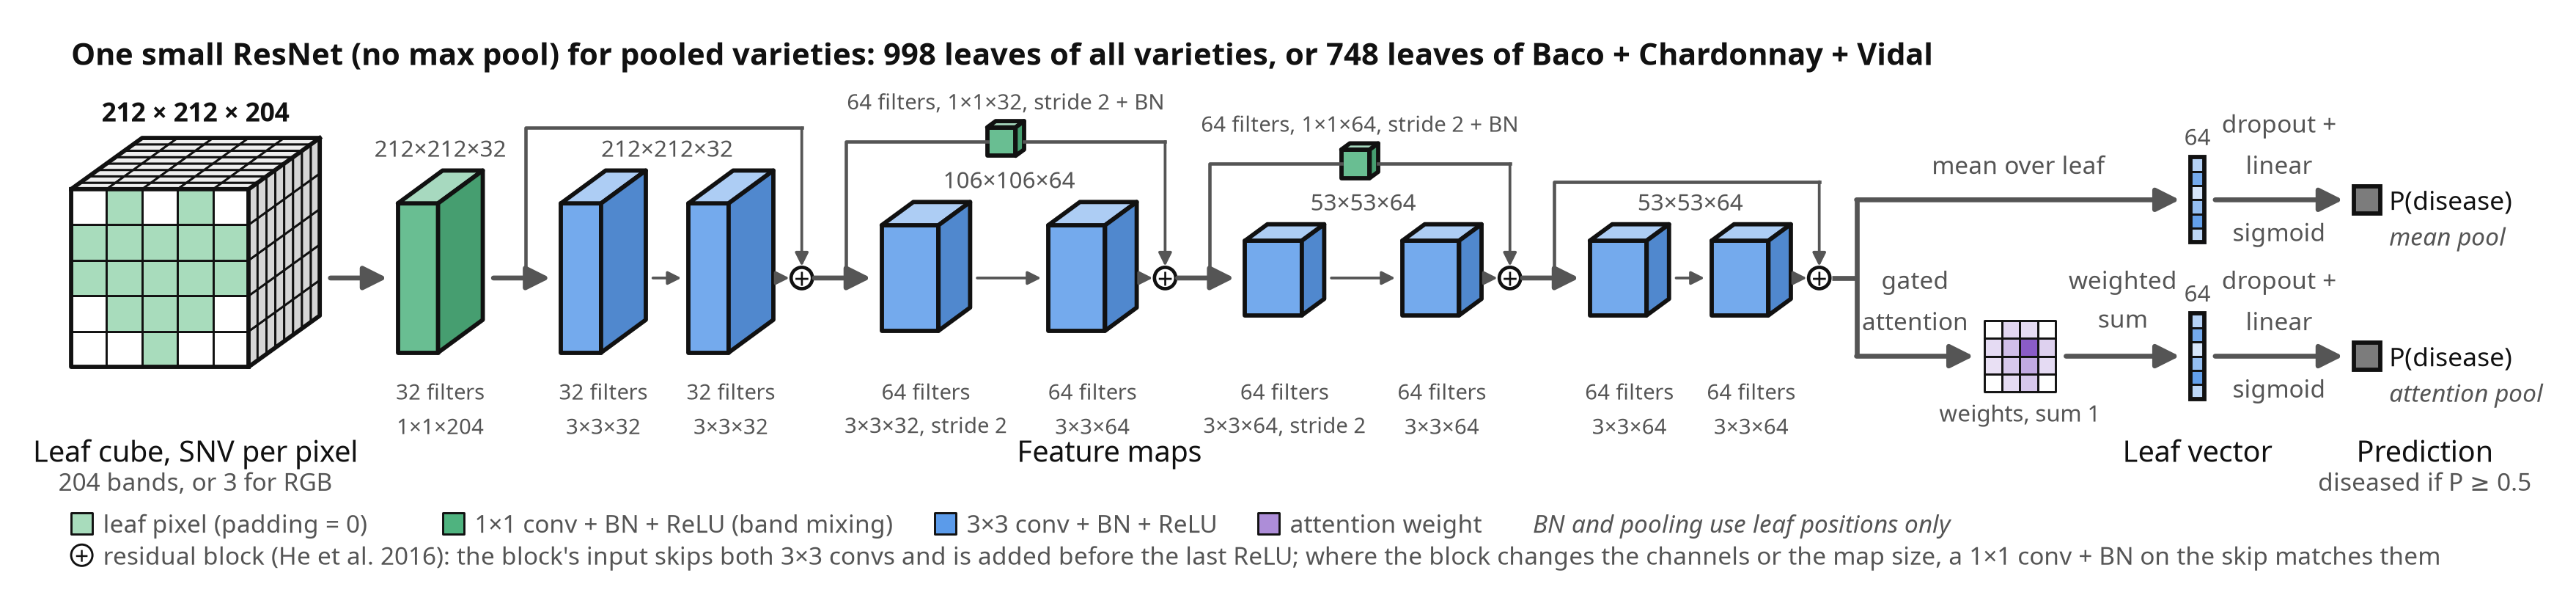 One small ResNet (no max pool) for pooled varieties: 998 leaves of all varieties, or 748 leaves of Baco + Chardonnay + Vidal
212 × 212 × 204
212×212×32
212×212×32
64 filters, 1×1×32, stride 2 + BN
106×106×64
64 filters, 1×1×64, stride 2 + BN
53×53×64
53×53×64
mean over leaf
64
dropout +
linear
sigmoid
P(disease)
mean pool
gated
attention
weights, sum 1
weighted
sum
64
dropout +
linear
sigmoid
P(disease)
attention pool
32 filters
1×1×204
32 filters
3×3×32
32 filters
3×3×32
64 filters
3×3×32, stride 2
64 filters
3×3×64
64 filters
3×3×64, stride 2
64 filters
3×3×64
64 filters
3×3×64
64 filters
3×3×64
Leaf cube, SNV per pixel
204 bands, or 3 for RGB
Feature maps
Leaf vector
Prediction
diseased if P ≥ 0.5
leaf pixel (padding = 0)
1×1 conv + BN + ReLU (band mixing)
3×3 conv + BN + ReLU
attention weight
BN and pooling use leaf positions only
residual block (He et al. 2016): the block's input skips both 3×3 convs and is added before the last ReLU; where the block changes the channels or the map size, a 1×1 conv + BN on the skip matches them